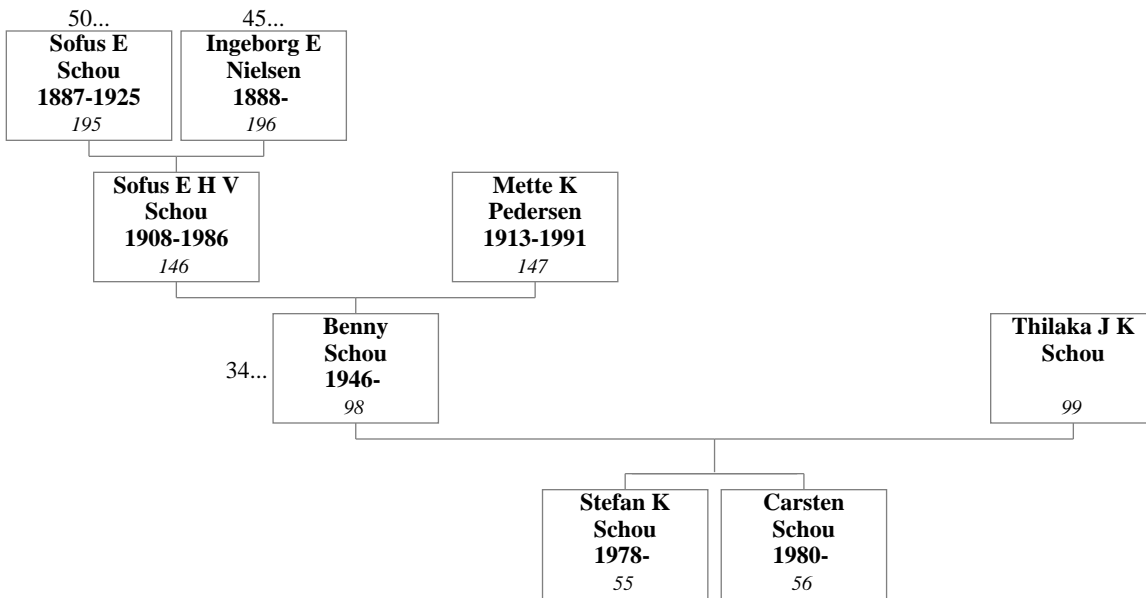 50...
45...
Sofus E
Schou
1887-1925
195
Ingeborg E
Nielsen
1888-
196
Sofus E H V
Schou
1908-1986
146
Mette K
Pedersen
1913-1991
147
34...
Benny
Schou
1946-
98
Thilaka J K
Schou
99
Stefan K
Schou
1978-
55
Carsten
Schou
1980-
56